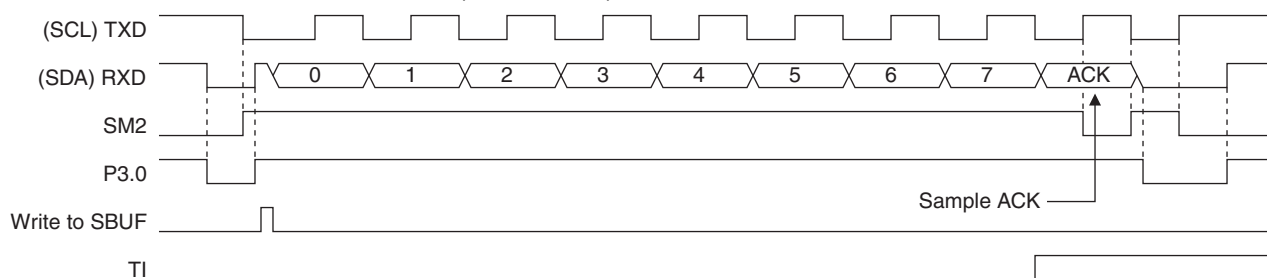 (SCL) TXD
(SDA) RXD 0 1 2 3 4 5 6 7 ACK
SM2
P3.0
Sample ACK
Write to SBUF
TI